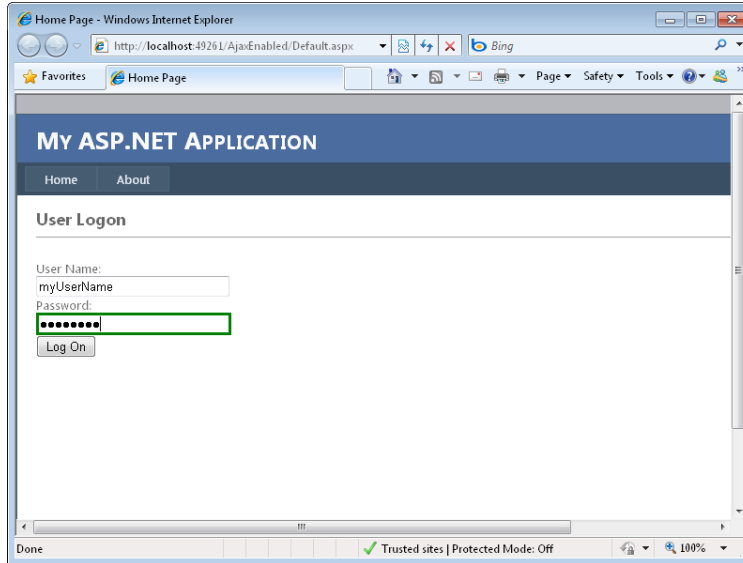 Home Page - Windows Internet Explorer
http://localhost:49261/AjaxEnabled/Default.aspx
Bing
Favorites
Home Page
Page
Safety
Tools
MY ASP.NET APPLICATION
Home
About
User Logon
User Name:
myUserName
Password:
●●●●●●●●
Log On
Done
Trusted sites | Protected Mode: Off
100%